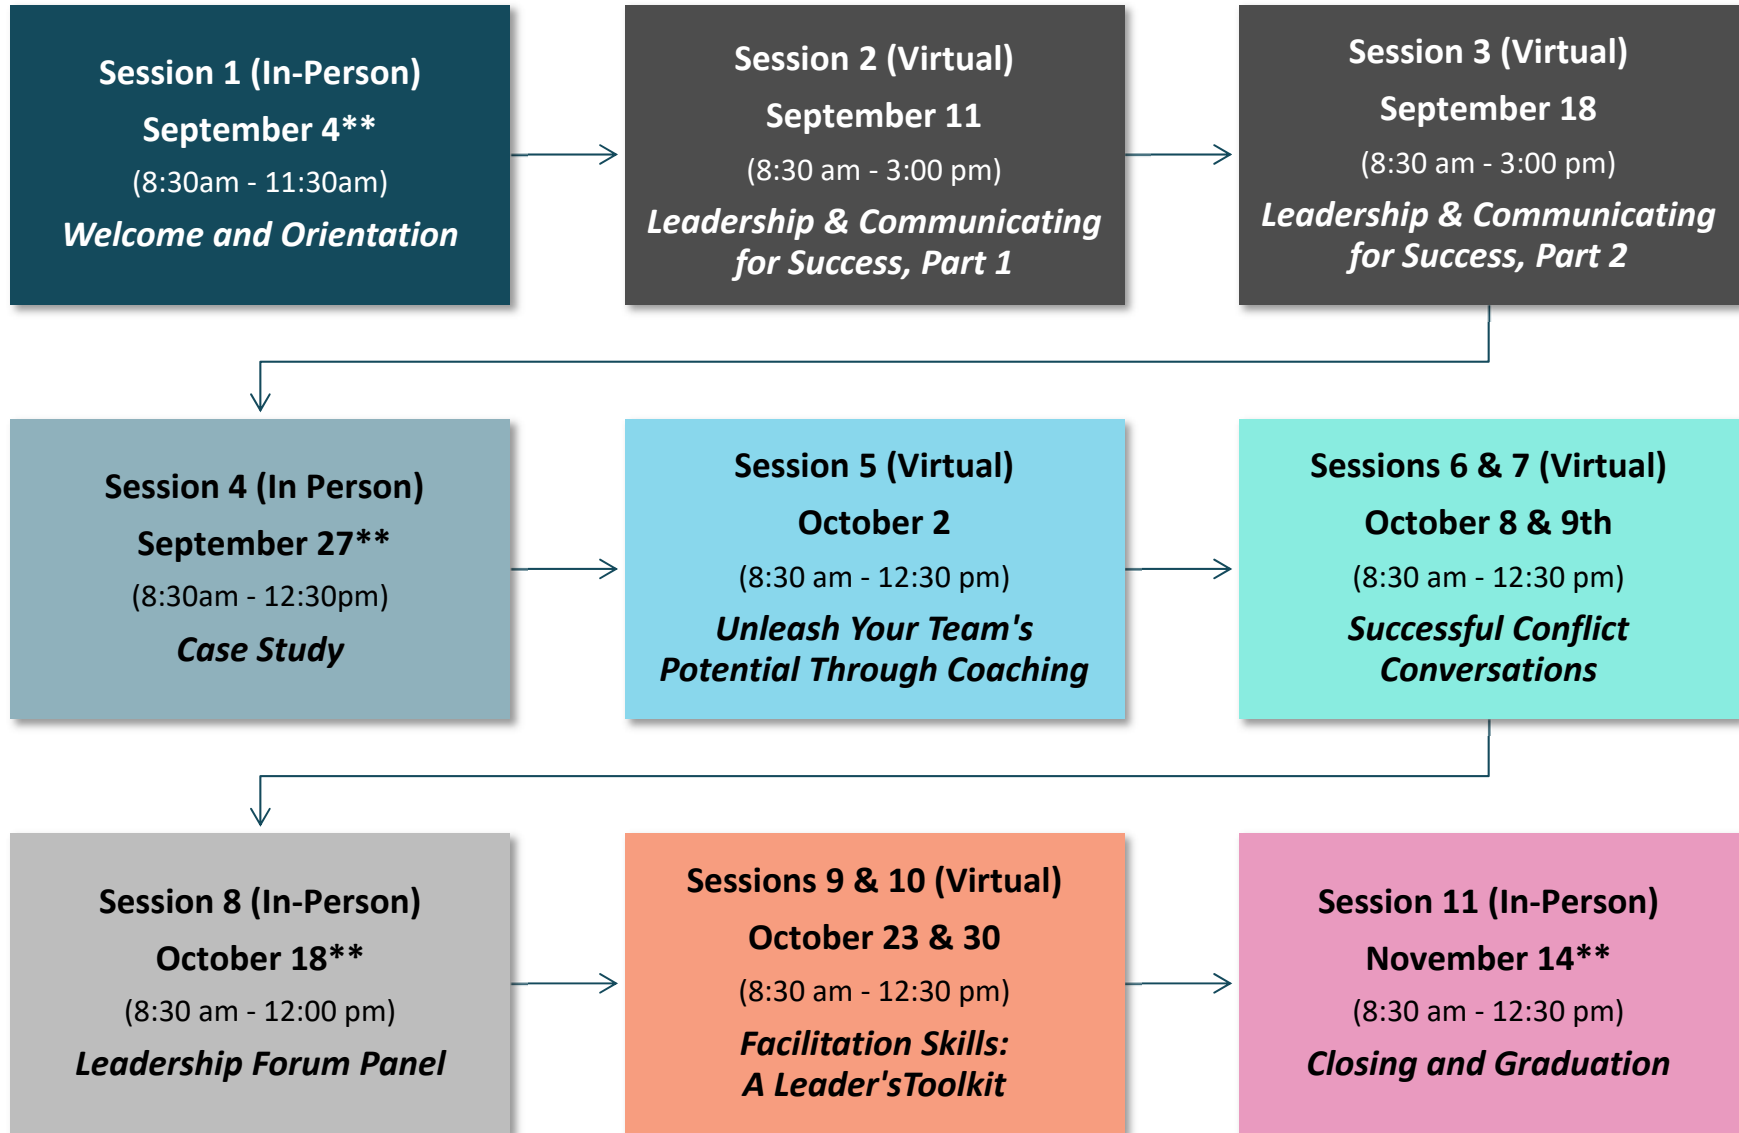 Session 1 (In-Person)
September 4**
(8:30am - 11:30am)
Welcome and Orientation
Session 2 (Virtual)
September 11
(8:30 am - 3:00 pm)
Leadership & Communicating
for Success, Part 1
Session 3 (Virtual)
September 18
(8:30 am - 3:00 pm)
Leadership & Communicating
for Success, Part 2
Session 4 (In Person)
September 27**
(8:30am - 12:30pm)
Case Study
Session 5 (Virtual)
October 2
(8:30 am - 12:30 pm)
Unleash Your Team's
Potential Through Coaching
Sessions 6 & 7 (Virtual)
October 8 & 9th
(8:30 am - 12:30 pm)
Successful Conflict
Conversations
Session 8 (In-Person)
October 18**
(8:30 am - 12:00 pm)
Leadership Forum Panel
Sessions 9 & 10 (Virtual)
October 23 & 30
(8:30 am - 12:30 pm)
Facilitation Skills:
A Leader'sToolkit
Session 11 (In-Person)
November 14**
(8:30 am - 12:30 pm)
Closing and Graduation